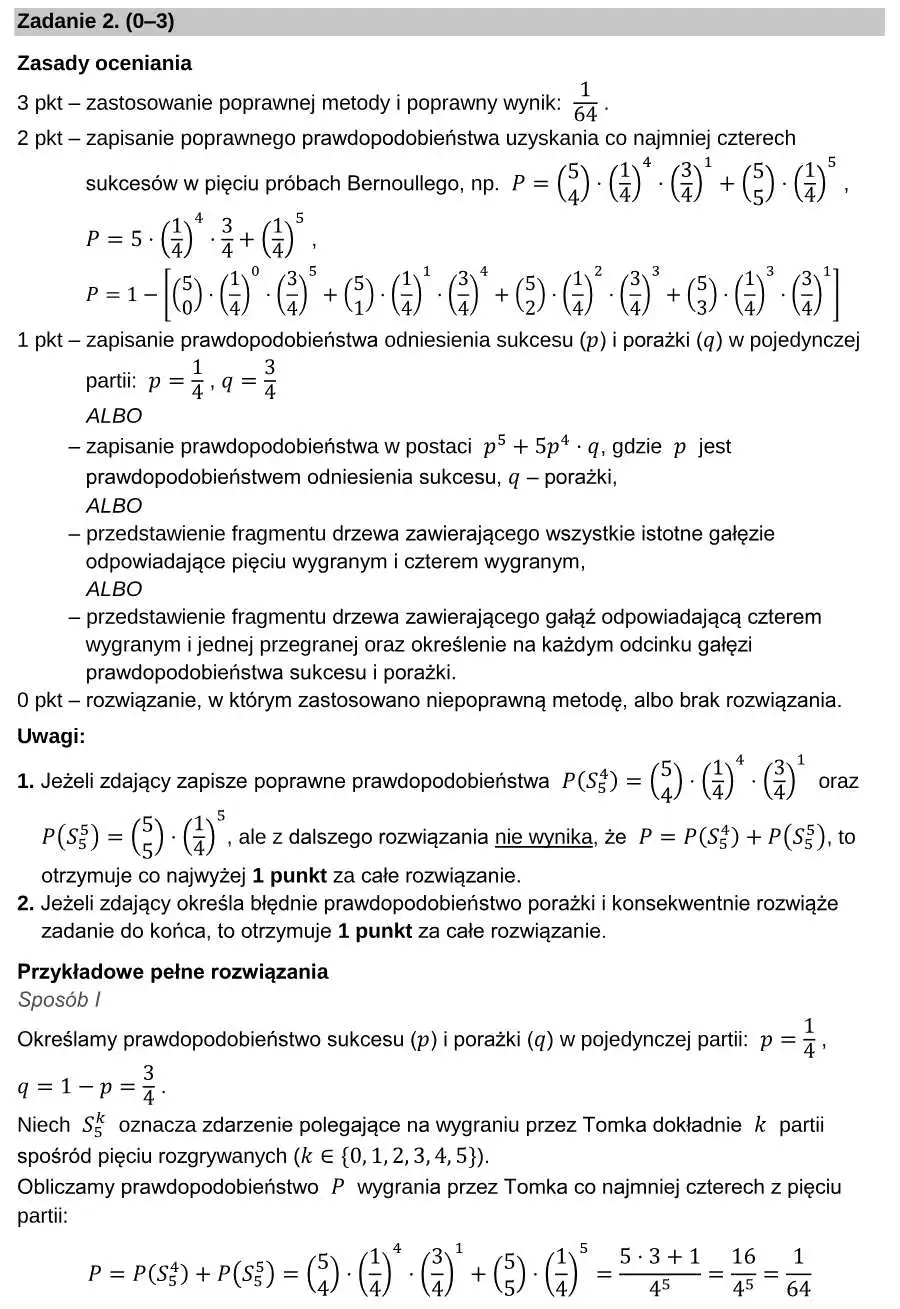 Zadanie 2. (0–3)
Zasady oceniania
3 pkt – zastosowanie poprawnej metody i poprawny wynik: 1/64 .
2 pkt – zapisanie poprawnego prawdopodobieństwa uzyskania co najmniej czterech
sukcesów w pięciu próbach Bernoullego, np. P = (5 4) · (1/4)^4 · (3/4)^1 + (5 5) · (1/4)^5 ,
P = 5 · (1/4)^4 · 3/4 + (1/4)^5 ,
P = 1 − [(5 0) · (1/4)^0 · (3/4)^5 + (5 1) · (1/4)^1 · (3/4)^4 + (5 2) · (1/4)^2 · (3/4)^3 + (5 3) · (1/4)^3 · (3/4)^1]
1 pkt – zapisanie prawdopodobieństwa odniesienia sukcesu (p) i porażki (q) w pojedynczej
partii: p = 1/4 , q = 3/4
ALBO
– zapisanie prawdopodobieństwa w postaci p^5 + 5p^4 · q, gdzie p jest
prawdopodobieństwem odniesienia sukcesu, q – porażki,
ALBO
– przedstawienie fragmentu drzewa zawierającego wszystkie istotne gałęzie
odpowiadające pięciu wygranym i czterem wygranym,
ALBO
– przedstawienie fragmentu drzewa zawierającego gałąź odpowiadającą czterem
wygranym i jednej przegranej oraz określenie na każdym odcinku gałęzi
prawdopodobieństwa sukcesu i porażki.
0 pkt – rozwiązanie, w którym zastosowano niepoprawną metodę, albo brak rozwiązania.
Uwagi:
1. Jeżeli zdający zapisze poprawne prawdopodobieństwa P(S_5^4) = (5 4) · (1/4)^4 · (3/4)^1 oraz
P(S_5^5) = (5 5) · (1/4)^5, ale z dalszego rozwiązania nie wynika, że P = P(S_5^4) + P(S_5^5), to
otrzymuje co najwyżej 1 punkt za całe rozwiązanie.
2. Jeżeli zdający określa błędnie prawdopodobieństwo porażki i konsekwentnie rozwiąże
zadanie do końca, to otrzymuje 1 punkt za całe rozwiązanie.
Przykładowe pełne rozwiązania
Sposób I
Określamy prawdopodobieństwo sukcesu (p) i porażki (q) w pojedynczej partii: p = 1/4 ,
q = 1 − p = 3/4 .
Niech S_5^k oznacza zdarzenie polegające na wygraniu przez Tomka dokładnie k partii
spośród pięciu rozgrywanych (k ∈ {0, 1, 2, 3, 4, 5}).
Obliczamy prawdopodobieństwo P wygrania przez Tomka co najmniej czterech z pięciu
partii:
P = P(S_5^4) + P(S_5^5) = (5 4) · (1/4)^4 · (3/4)^1 + (5 5) · (1/4)^5 = (5 · 3 + 1)/4^5 = 16/4^5 = 1/64